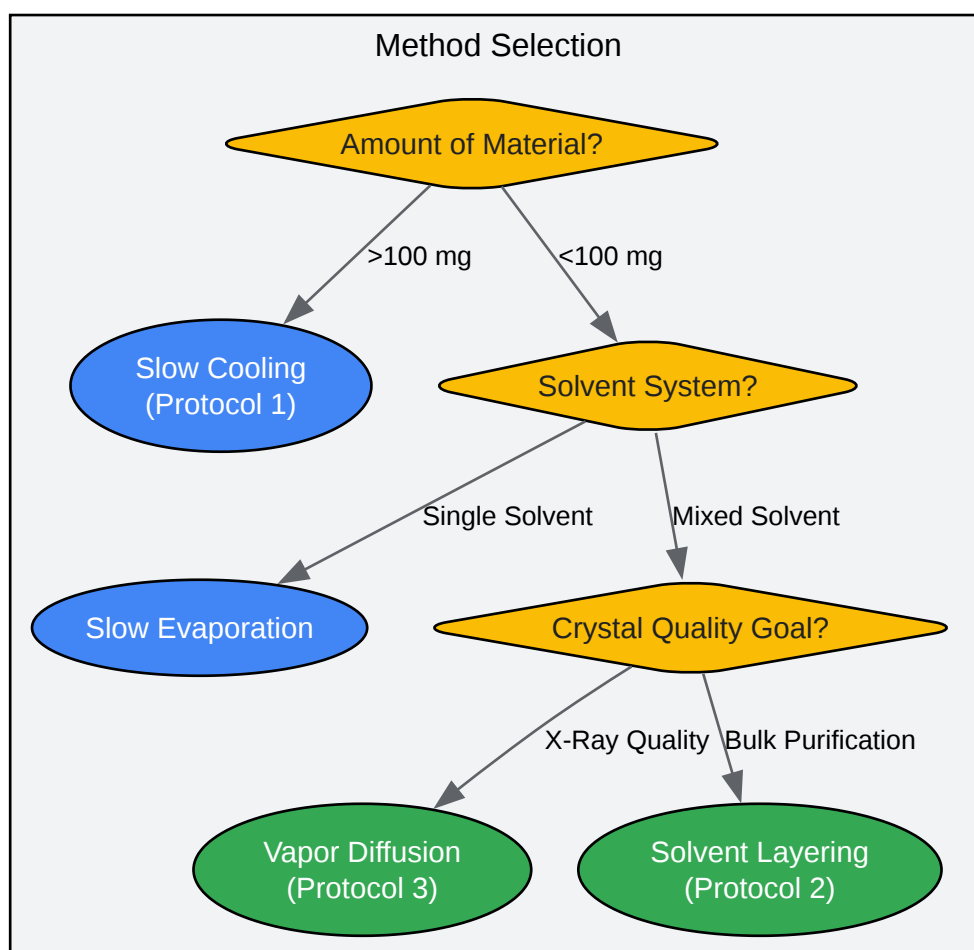 Method Selection
Amount of Material?
>100 mg
<100 mg
Slow Cooling
(Protocol 1)
Solvent System?
Single Solvent
Mixed Solvent
Slow Evaporation
Crystal Quality Goal?
X-Ray Quality
Bulk Purification
Vapor Diffusion
(Protocol 3)
Solvent Layering
(Protocol 2)